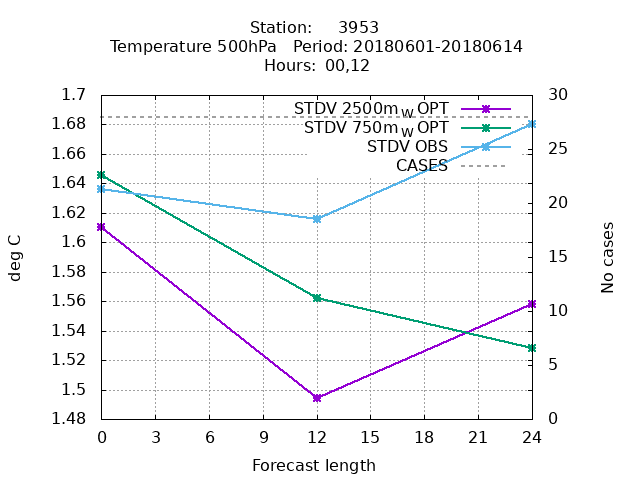 Station: 3953
Temperature 500hPa Period: 20180601-20180614
Hours: 00,12
1.7
1.68
1.66
1.64
1.62
1.6
1.58
1.56
1.54
1.52
1.5
1.48
30
25
20
15
10
5
0
STDV 2500m_W OPT
STDV 750m_W OPT
STDV OBS
CASES
deg C
No cases
0 3 6 9 12 15 18 21 24
Forecast length